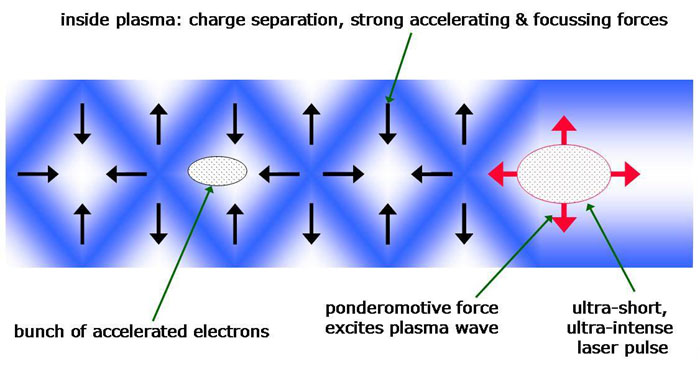 inside plasma: charge separation, strong accelerating & focussing forces
bunch of accelerated electrons
ponderomotive force
excites plasma wave
ultra-short,
ultra-intense
laser pulse